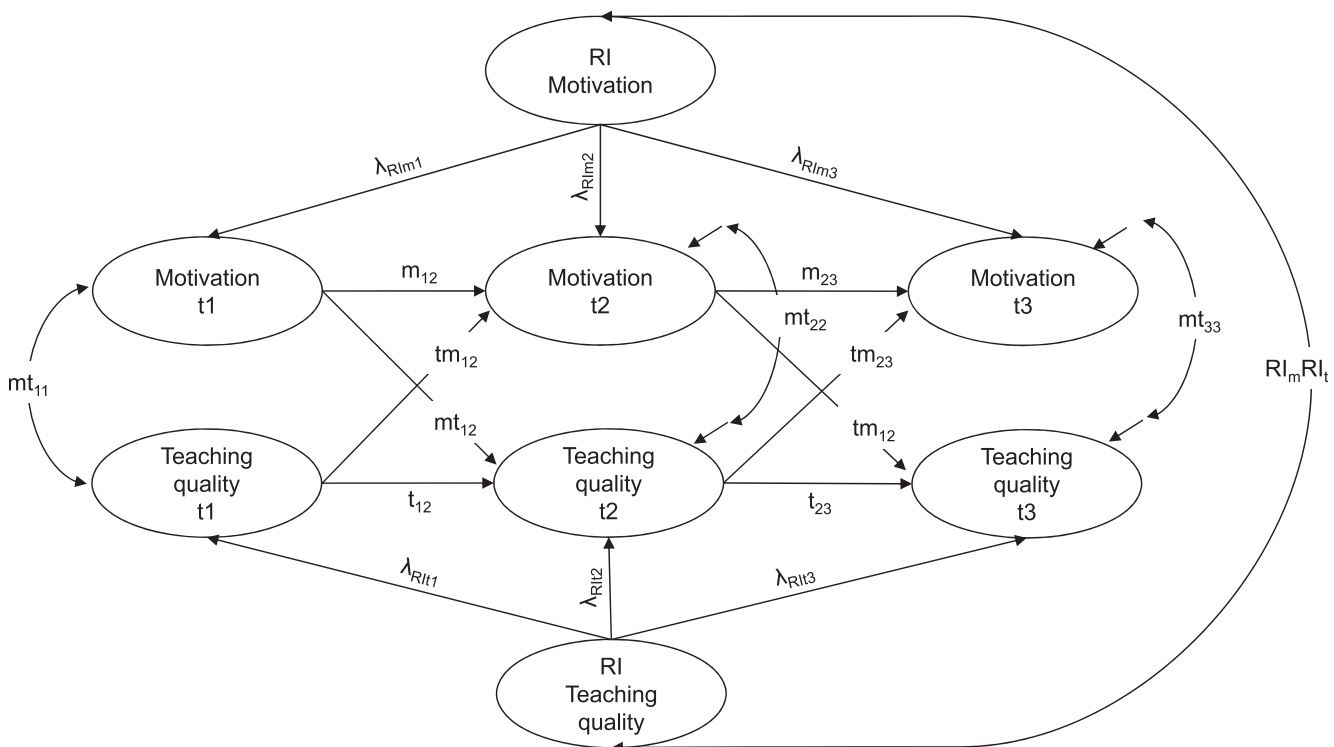 RI
Motivation
λRIm1
λRIm2
λRIm3
Motivation
t1
m12
Motivation
t2
m23
Motivation
t3
mt11
tm12
mt12
mt22
tm23
tm12
mt33
RImRIt
Teaching
quality
t1
t12
Teaching
quality
t2
t23
Teaching
quality
t3
λRIt1
λRIt2
λRIt3
RI
Teaching
quality